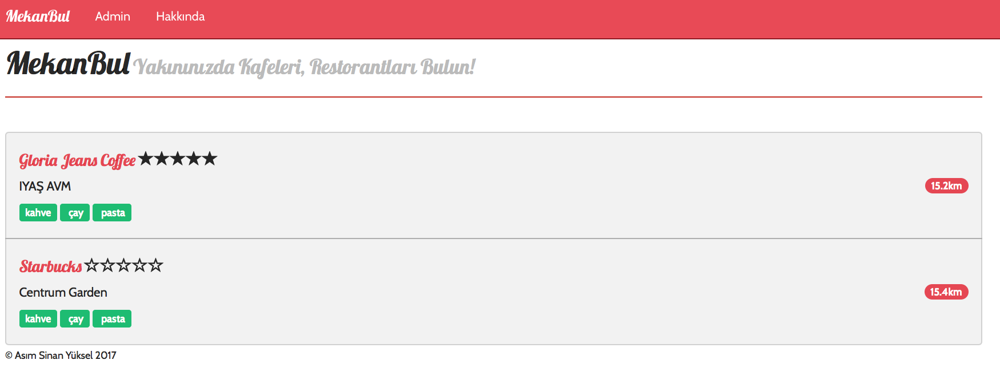 MekanBul Admin Hakkında
MekanBul Yakınınızda Kafeleri, Restorantları Bulun!
Gloria Jeans Coffee ★★★★★
IYAŞ AVM 15.2km
kahve çay pasta
Starbucks ☆☆☆☆☆
Centrum Garden 15.4km
kahve çay pasta
© Asım Sinan Yüksel 2017